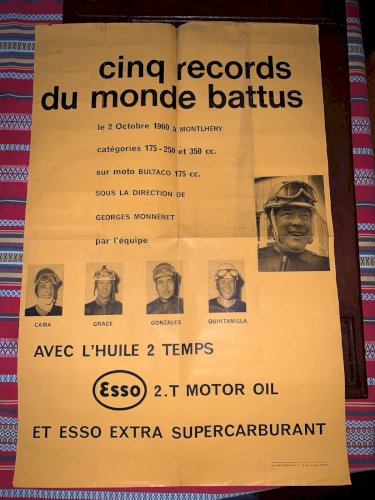 cinq records
du monde battus
le 2 Octobre 1960 a MONTLHÉRY
catégories 175-250 et 350 cc.
sur moto BULTACO 175 cc.
SOUS LA DIRECTION DE
GEORGES MONNERET
par l'équipe
CAMA GRACE GONZALES QUINTAMILLA
AVEC L'HUILE 2 TEMPS
Esso 2.T MOTOR OIL
ET ESSO EXTRA SUPERCARBURANT